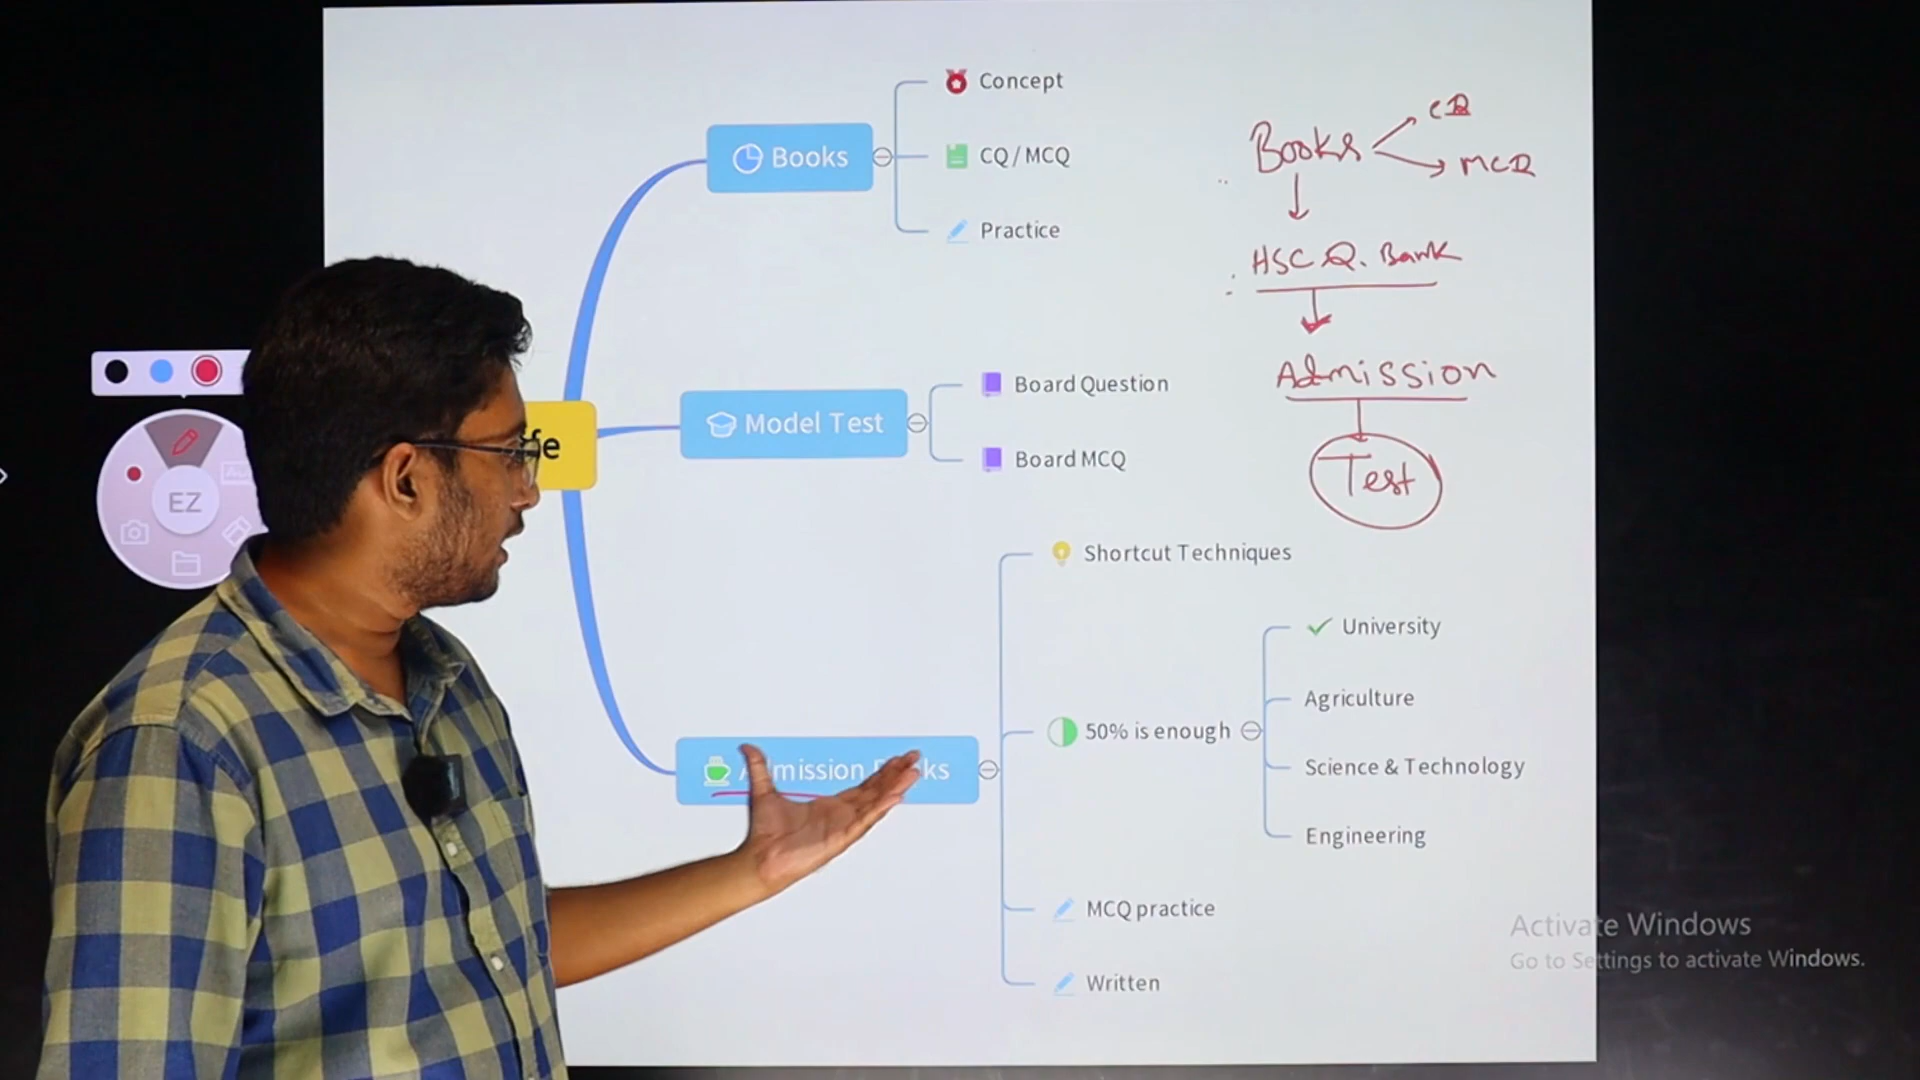 Concept
Books
CQ / MCQ
Practice
Books
CQ
MCQ
HSC Q. Bank
Admission
Test
Model Test
Board Question
Board MCQ
EZ
Shortcut Techniques
50% is enough
University
Agriculture
Science & Technology
Engineering
MCQ practice
Written
Activate Windows
Go to Settings to activate Windows.